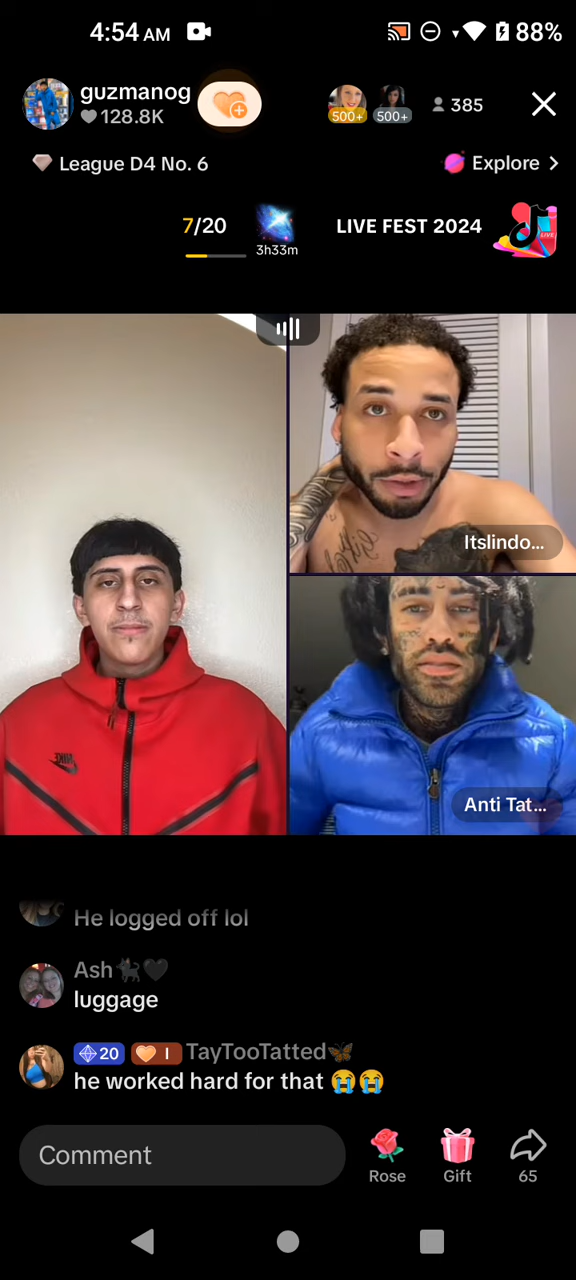 4:54 AM
88%
guzmanog
128.8K
500+
500+
385
League D4 No. 6
Explore >
7/20
3h33m
LIVE FEST 2024
LIVE
Itslindo...
NIKE
Anti Tat...
He logged off lol
Ash🐈‍⬛🖤
luggage
20 I TayTooTatted🦋
he worked hard for that 😭😭
Comment
Rose
Gift
65